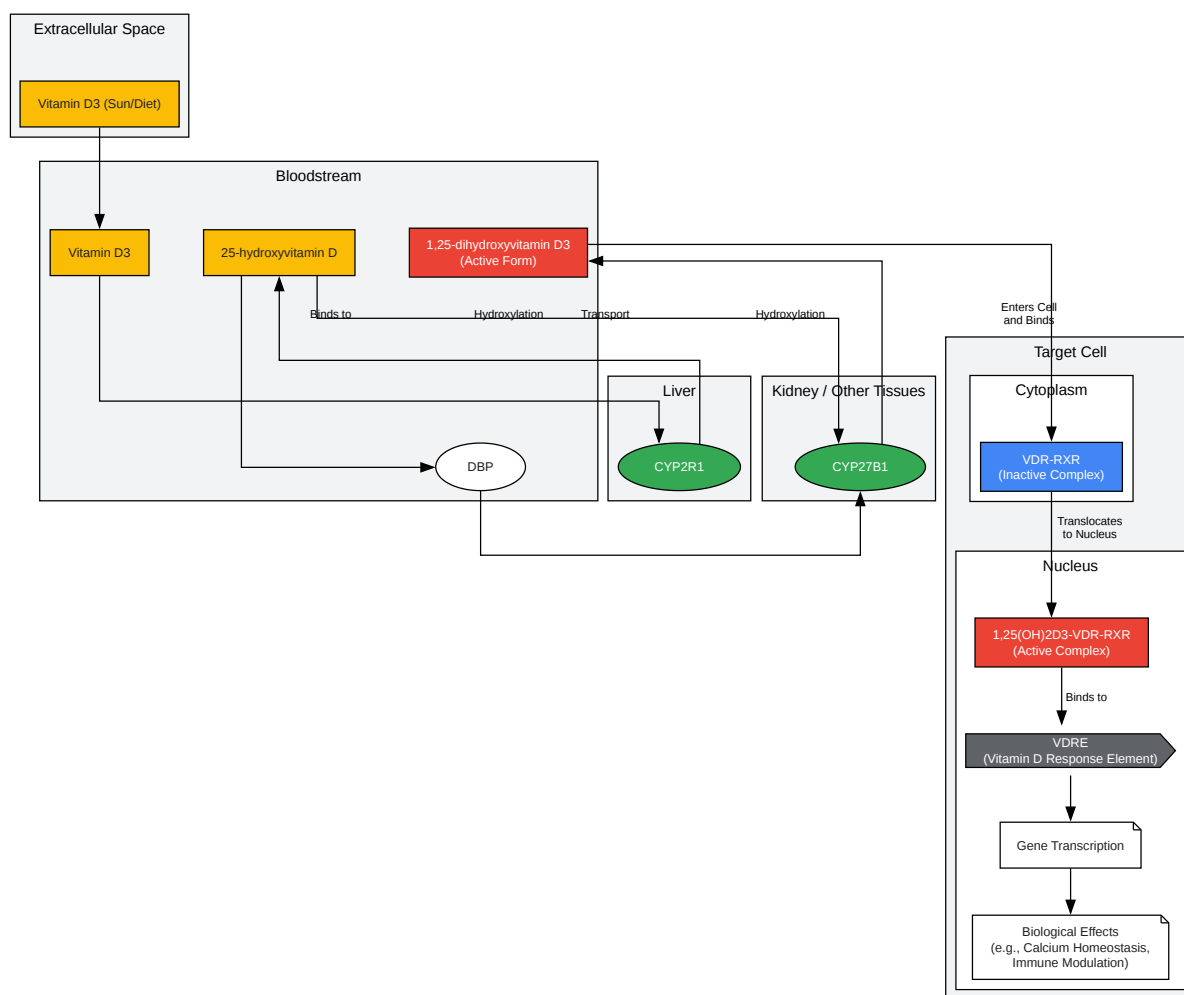 Extracellular Space
Vitamin D3 (Sun/Diet)
Bloodstream
Vitamin D3
25-hydroxyvitamin D
1,25-dihydroxyvitamin D3
(Active Form)
Binds to
Hydroxylation
Transport
Hydroxylation
Enters Cell
and Binds
Liver
Kidney / Other Tissues
DBP
CYP2R1
CYP27B1
Target Cell
Cytoplasm
VDR-RXR
(Inactive Complex)
Translocates
to Nucleus
Nucleus
1,25(OH)2D3-VDR-RXR
(Active Complex)
Binds to
VDRE
(Vitamin D Response Element)
Gene Transcription
Biological Effects
(e.g., Calcium Homeostasis,
Immune Modulation)